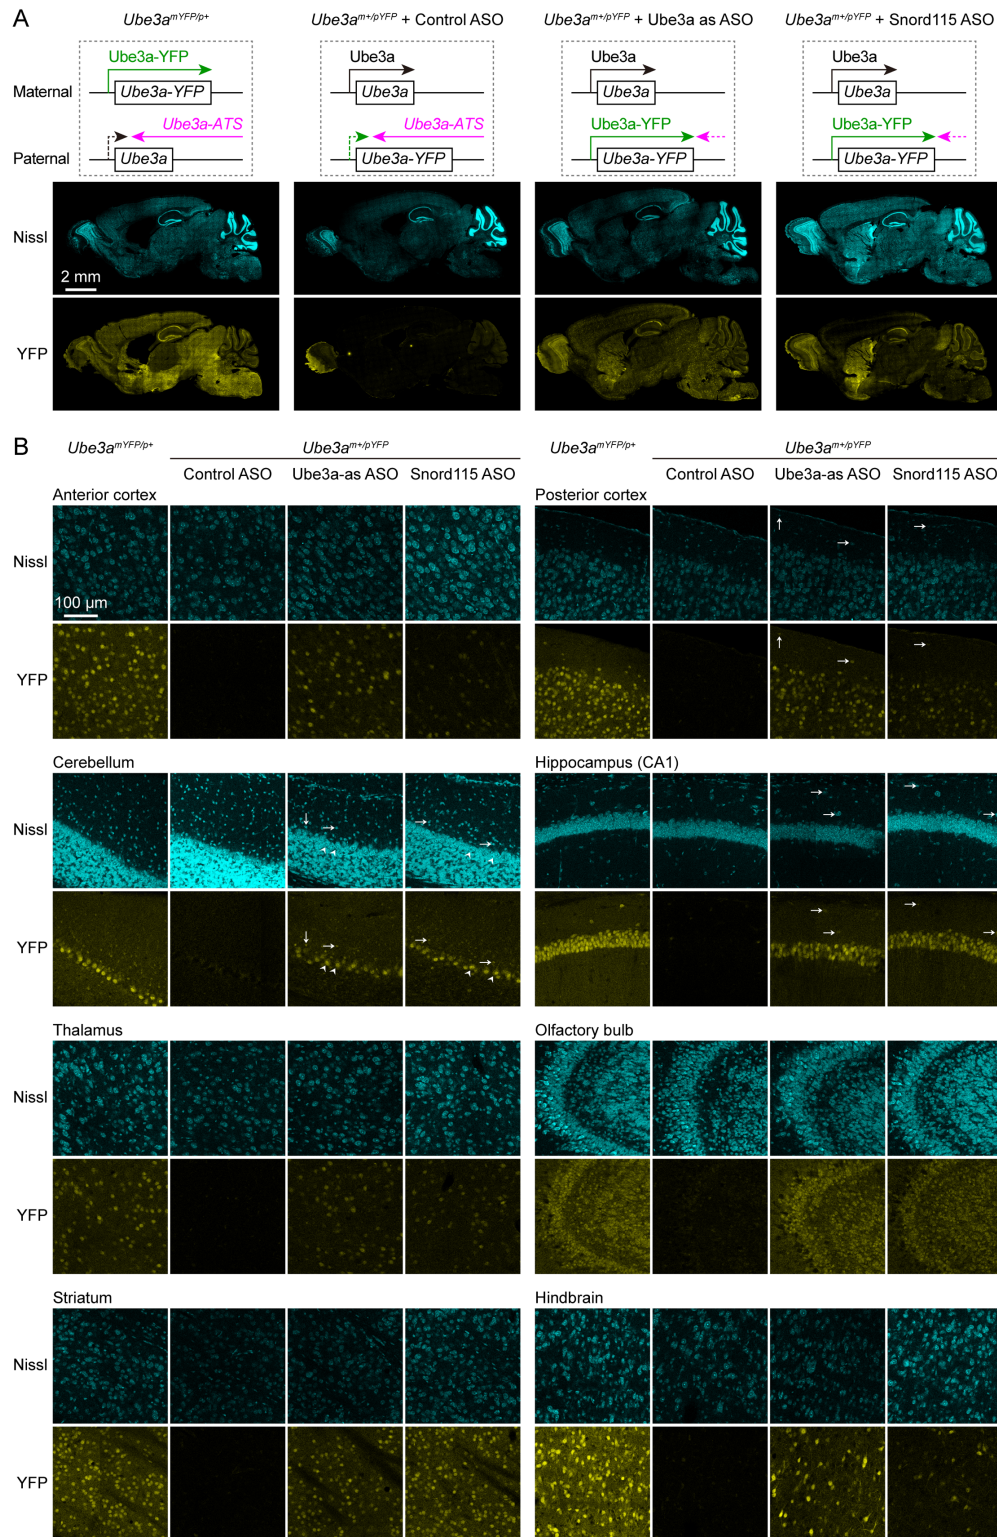 A
Ube3a^mYFP/p+ Ube3a^m+/pYFP + Control ASO Ube3a^m+/pYFP + Ube3a as ASO Ube3a^m+/pYFP + Snord115 ASO
Ube3a-YFP Ube3a Ube3a Ube3a
Maternal Ube3a-YFP Ube3a Ube3a Ube3a
Ube3a-ATS Ube3a-ATS Ube3a-YFP Ube3a-YFP
Paternal Ube3a Ube3a-YFP Ube3a-YFP Ube3a-YFP
Nissl
2 mm
YFP
B
Ube3a^mYFP/p+ Ube3a^m+/pYFP Ube3a^mYFP/p+ Ube3a^m+/pYFP
Control ASO Ube3a-as ASO Snord115 ASO Control ASO Ube3a-as ASO Snord115 ASO
Anterior cortex Posterior cortex
Nissl
100 µm
YFP
Cerebellum Hippocampus (CA1)
Nissl
YFP
Thalamus Olfactory bulb
Nissl
YFP
Striatum Hindbrain
Nissl
YFP